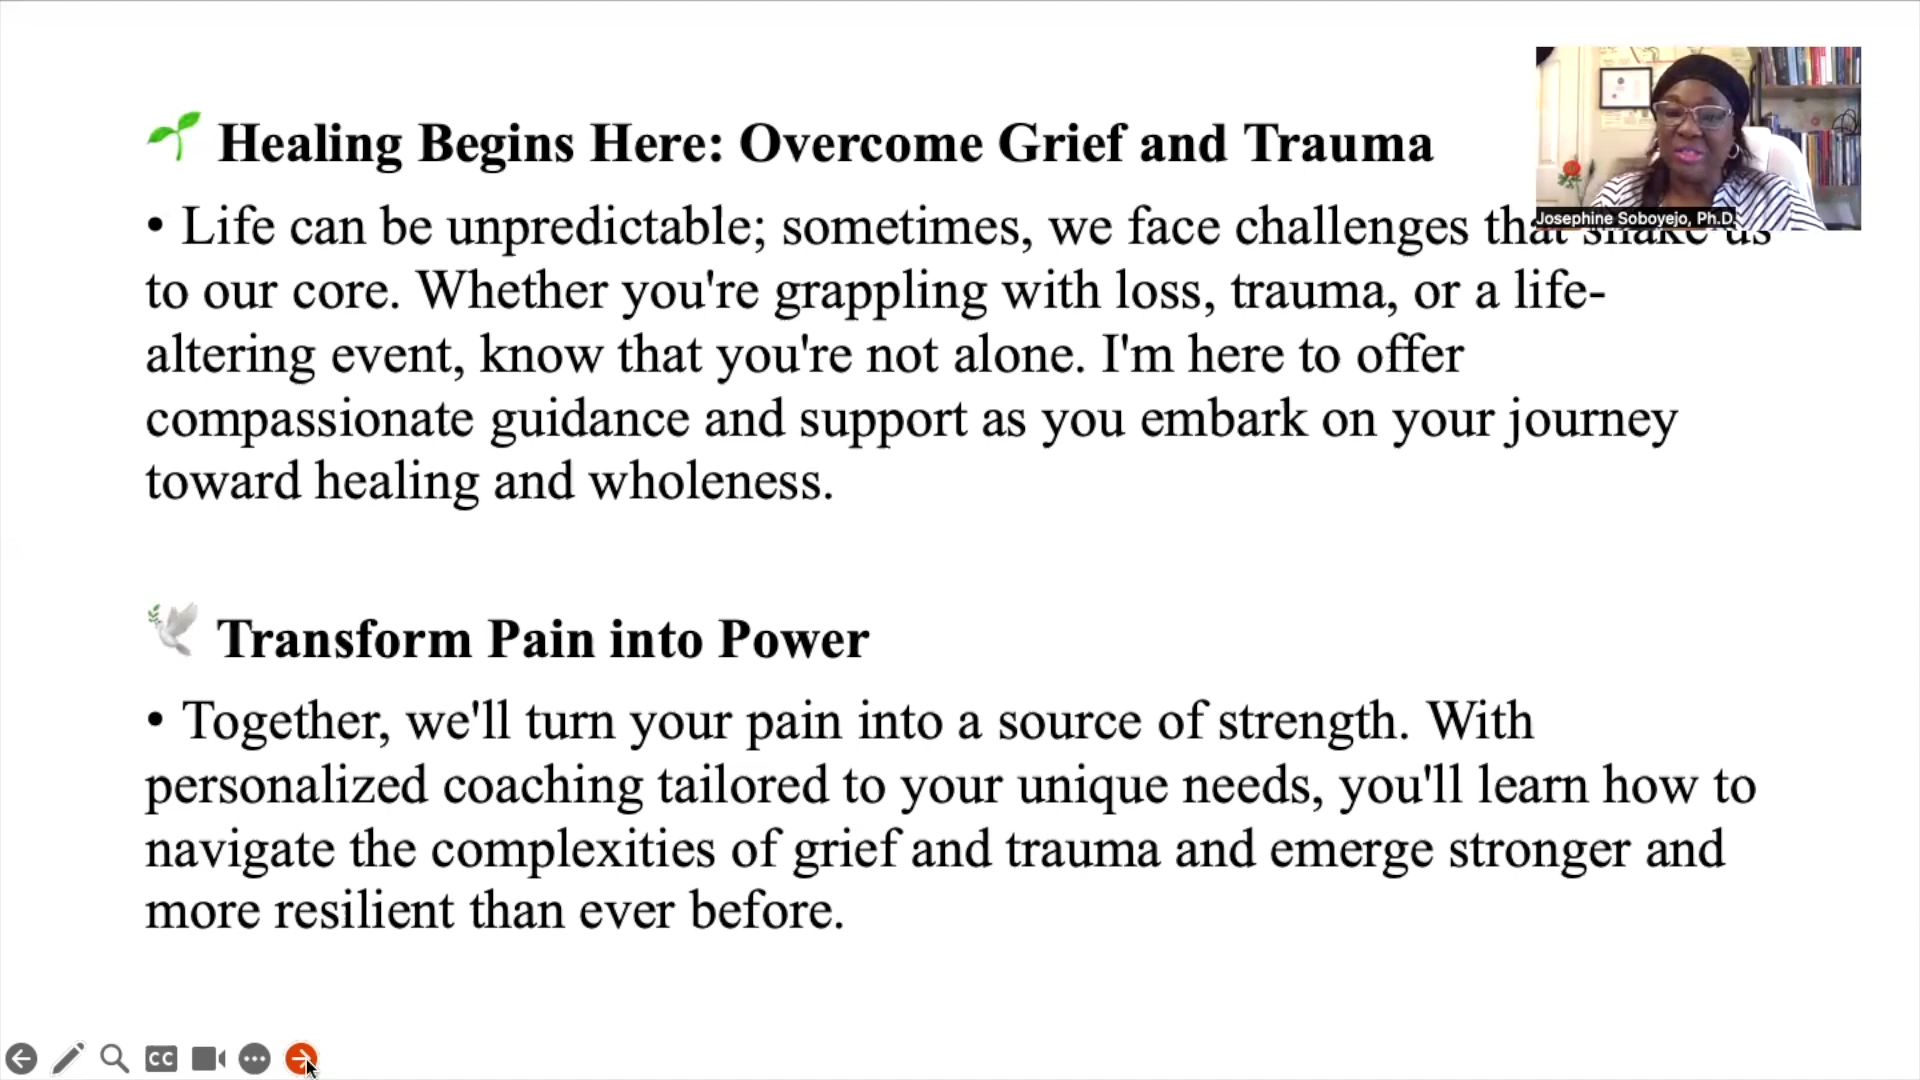 Healing Begins Here: Overcome Grief and Trauma
Josephine Soboyejo, Ph.D.
• Life can be unpredictable; sometimes, we face challenges that shake us
to our core. Whether you're grappling with loss, trauma, or a life-
altering event, know that you're not alone. I'm here to offer
compassionate guidance and support as you embark on your journey
toward healing and wholeness.
Transform Pain into Power
• Together, we'll turn your pain into a source of strength. With
personalized coaching tailored to your unique needs, you'll learn how to
navigate the complexities of grief and trauma and emerge stronger and
more resilient than ever before.
CC